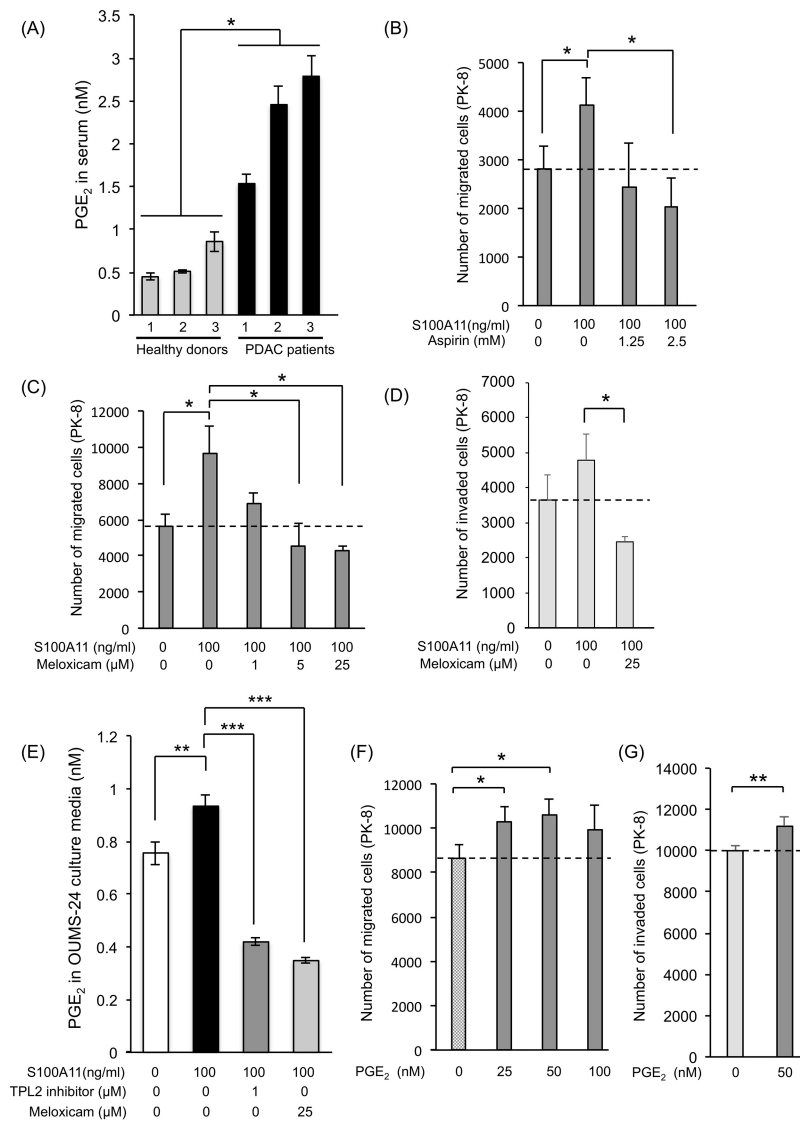 (A)
PGE2 in serum (nM)
3.5
3
2.5
2
1.5
1
0.5
0
*
1 2 3 1 2 3
Healthy donors PDAC patients
(B)
Number of migrated cells (PK-8)
5000
4000
3000
2000
1000
0
* *
S100A11(ng/ml) 0 100 100 100
Aspirin (mM) 0 0 1.25 2.5
(C)
Number of migrated cells (PK-8)
12000
10000
8000
6000
4000
2000
0
* * *
S100A11 (ng/ml) 0 100 100 100 100
Meloxicam (μM) 0 0 1 5 25
(D)
Number of invaded cells (PK-8)
7000
6000
5000
4000
3000
2000
1000
0
*
S100A11 (ng/ml) 0 100 100
Meloxicam (μM) 0 0 25
(E)
PGE2 in OUMS-24 culture media (nM)
1.2
1
0.8
0.6
0.4
0.2
0
** *** ***
S100A11(ng/ml) 0 100 100 100
TPL2 inhibitor (μM) 0 0 1 0
Meloxicam (μM) 0 0 0 25
(F)
Number of migrated cells (PK-8)
12000
10000
8000
6000
4000
2000
0
* *
PGE2 (nM) 0 25 50 100
(G)
Number of invaded cells (PK-8)
14000
12000
10000
8000
6000
4000
2000
0
**
PGE2 (nM) 0 50